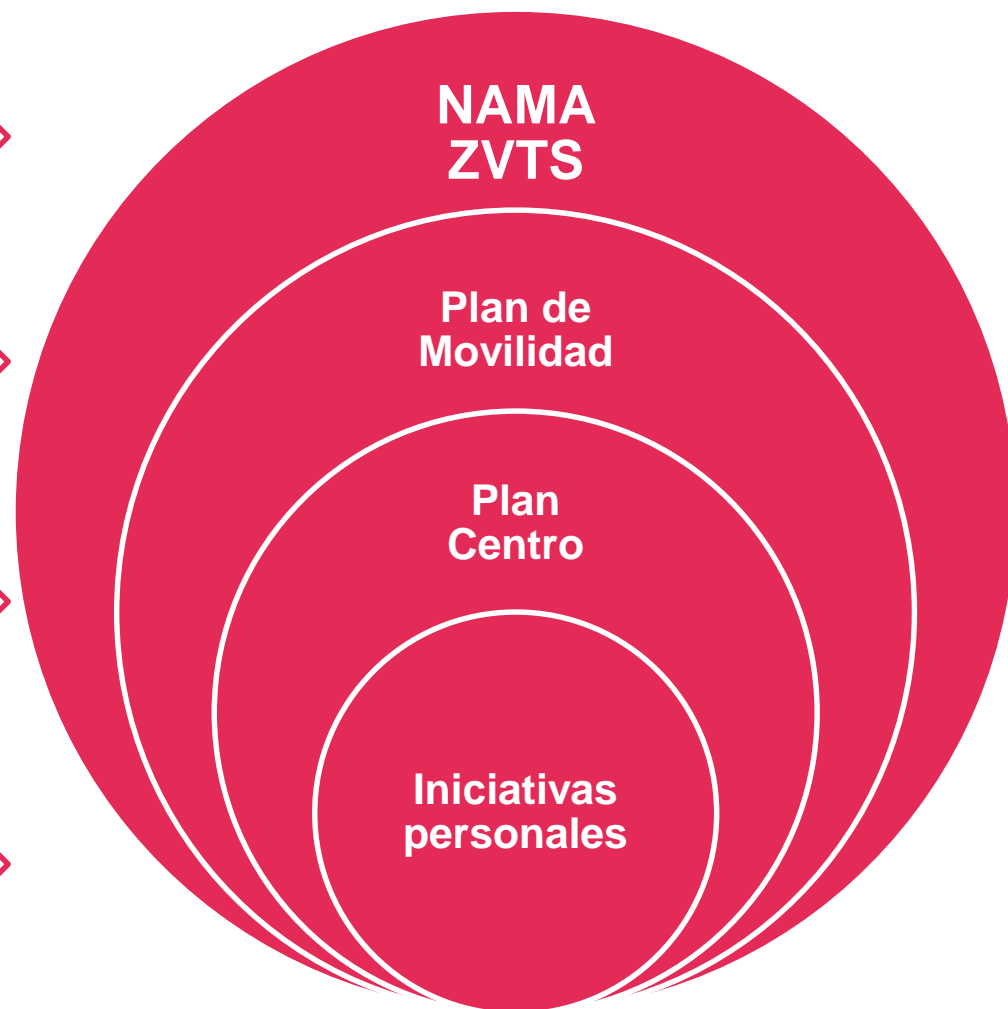 NAMA
ZVTS
Plan de
Movilidad
Plan
Centro
Iniciativas
personales